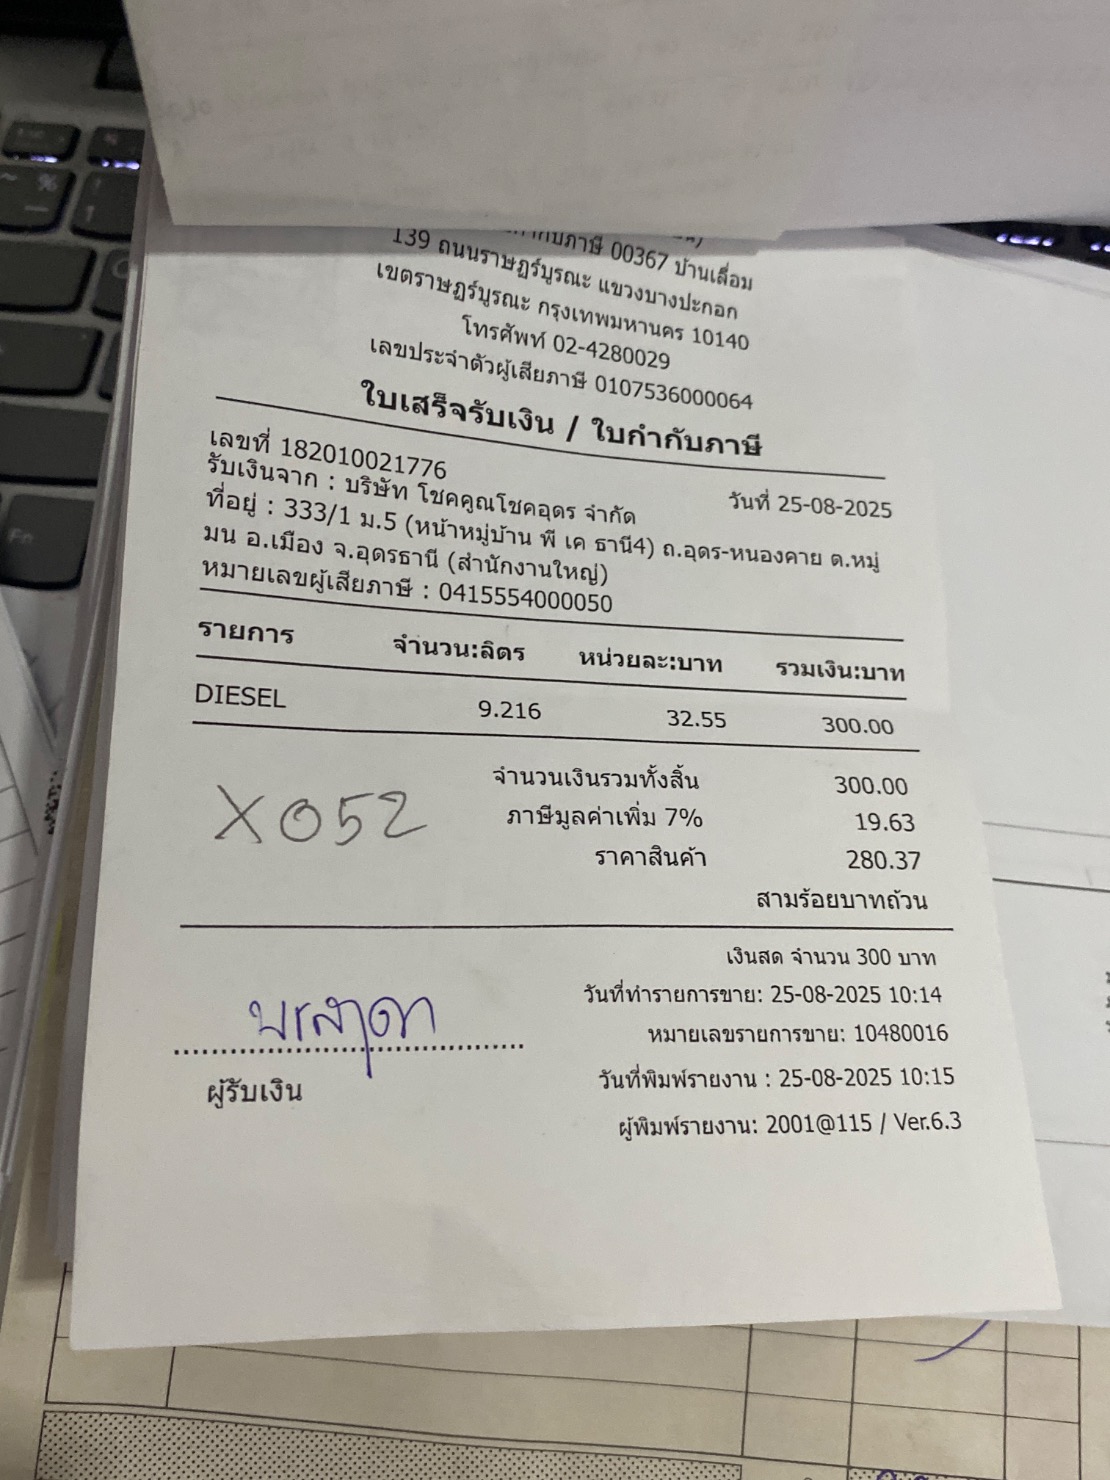 00367 บ้านเลื่อม
139 ถนนราษฎร์บูรณะ แขวงบางปะกอก
เขตราษฎร์บูรณะ กรุงเทพมหานคร 10140
โทรศัพท์ 02-4280029
เลขประจำตัวผู้เสียภาษี 0107536000064
ใบเสร็จรับเงิน / ใบกำกับภาษี
เลขที่ 182010021776
วันที่ 25-08-2025
รับเงินจาก : บริษัท โชคคูณโชคอุดร จำกัด
ที่อยู่ : 333/1 ม.5 (หน้าหมู่บ้าน พี เค ธานี4) ถ.อุดร-หนองคาย ต.หมู่
มน อ.เมือง จ.อุดรธานี (สำนักงานใหญ่)
หมายเลขผู้เสียภาษี : 0415554000050
รายการ จำนวน:ลิตร หน่วยละ:บาท รวมเงิน:บาท
DIESEL 9.216 32.55 300.00
จำนวนเงินรวมทั้งสิ้น 300.00
ภาษีมูลค่าเพิ่ม 7% 19.63
X052
ราคาสินค้า 280.37
สามร้อยบาทถ้วน
เงินสด จำนวน 300 บาท
วันที่ทำรายการขาย: 25-08-2025 10:14
หมายเลขรายการขาย: 10480016
ผู้รับเงิน
วันที่พิมพ์รายงาน : 25-08-2025 10:15
ผู้พิมพ์รายงาน: 2001@115 / Ver.6.3